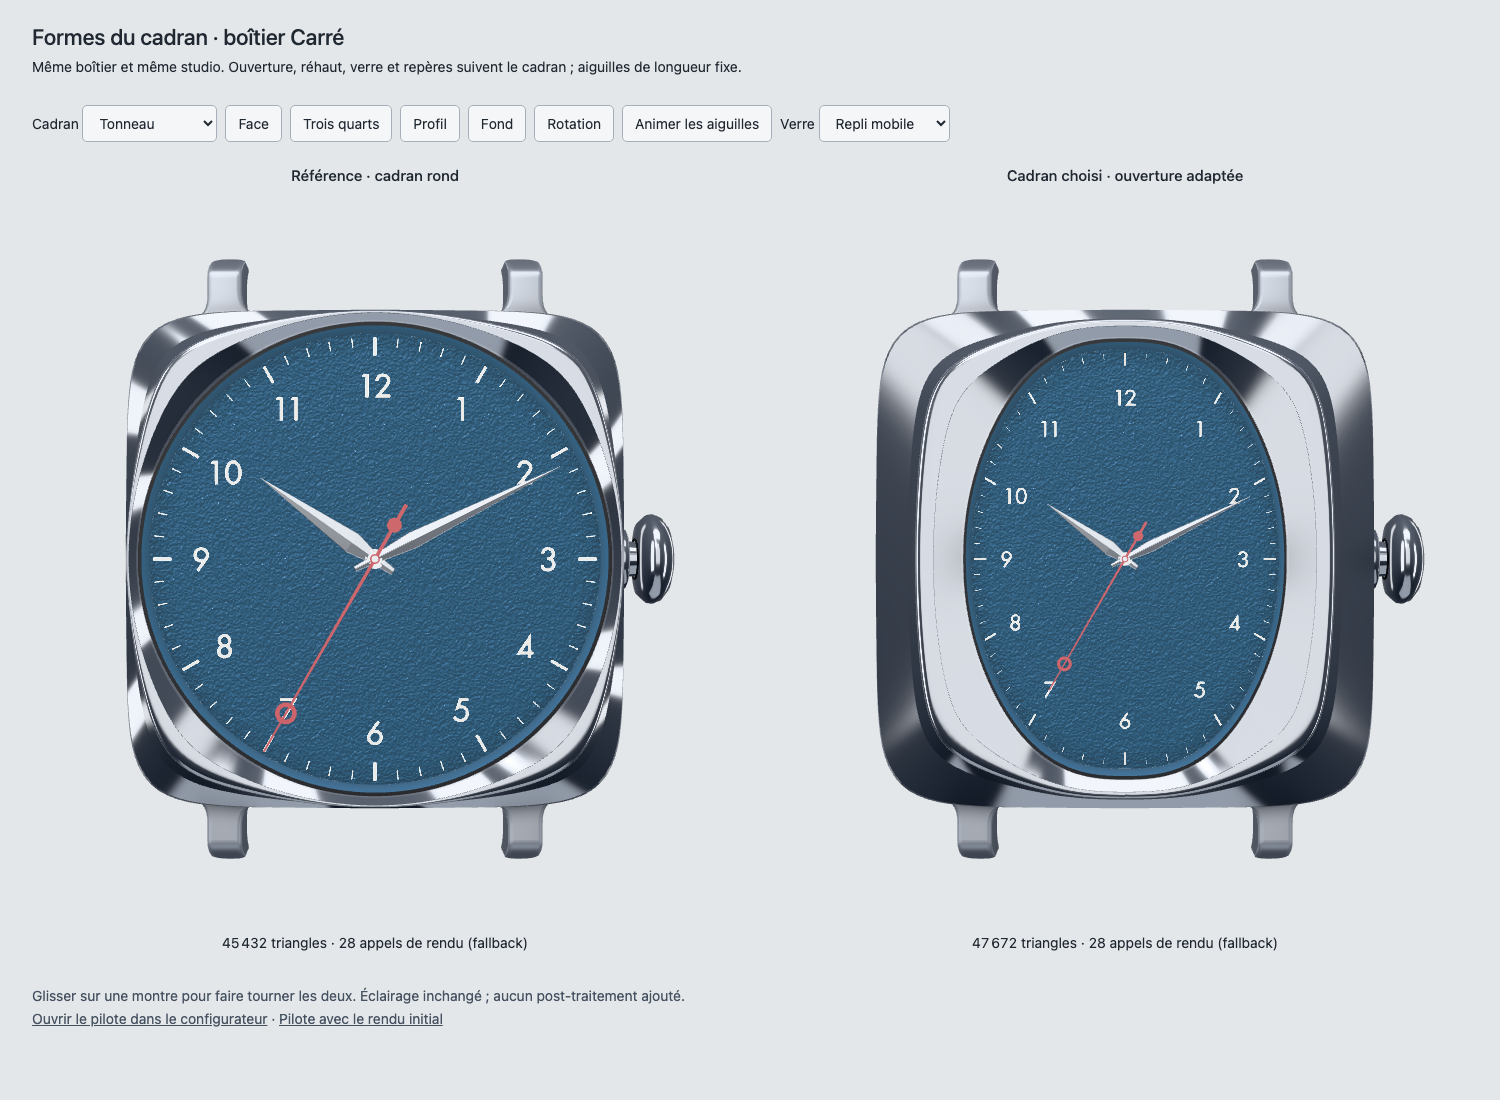 Formes du cadran · boîtier Carré
Même boîtier et même studio. Ouverture, réhaut, verre et repères suivent le cadran ; aiguilles de longueur fixe.
Cadran Tonneau Face Trois quarts Profil Fond Rotation Animer les aiguilles Verre Repli mobile
Référence · cadran rond
Cadran choisi · ouverture adaptée
12
11 1
10 2
9 3
8 4
7 5
6
12
11 1
10 2
9 3
8 4
7 5
6
45 432 triangles · 28 appels de rendu (fallback)
47 672 triangles · 28 appels de rendu (fallback)
Glisser sur une montre pour faire tourner les deux. Éclairage inchangé ; aucun post-traitement ajouté.
Ouvrir le pilote dans le configurateur · Pilote avec le rendu initial